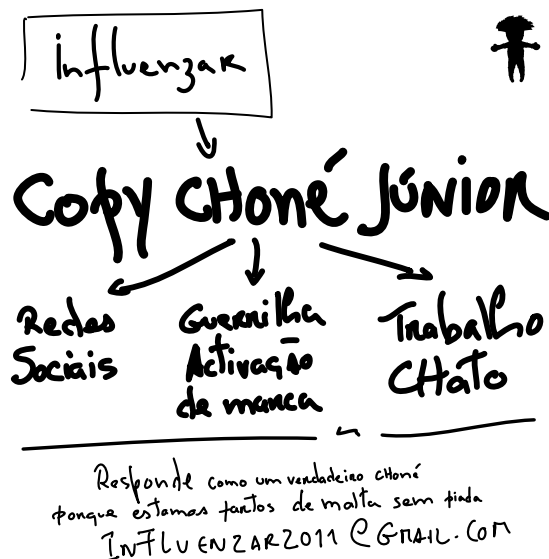 Influenzar
Copy CHoné JÚNIOR
Redes
Sociais
Guerrilha
Activação
de marca
Trabalho
CHato
Responde como um verdadeiro choné
porque estamos fartos de malta sem piada
INFLUENZAR2011@GMAIL.COM